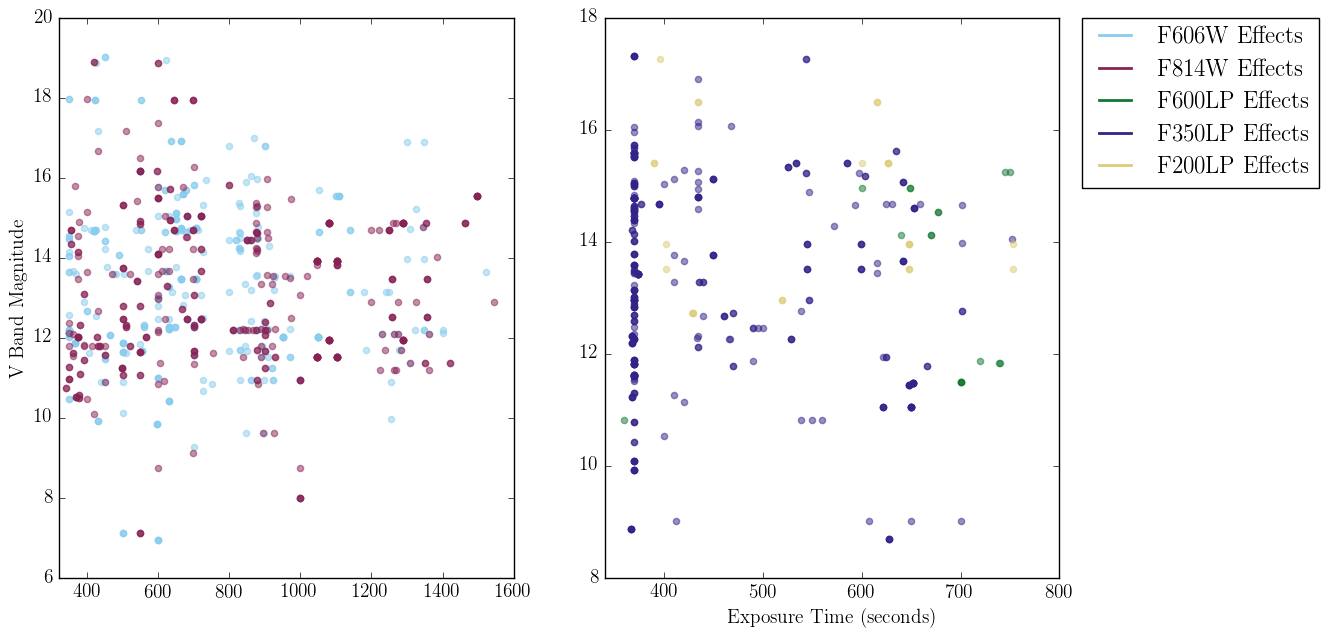 20
18
16
14
12
10
8
6
V Band Magnitude
400 600 800 1000 1200 1400 1600
18
16
14
12
10
8
400 500 600 700 800
Exposure Time (seconds)
F606W Effects
F814W Effects
F600LP Effects
F350LP Effects
F200LP Effects